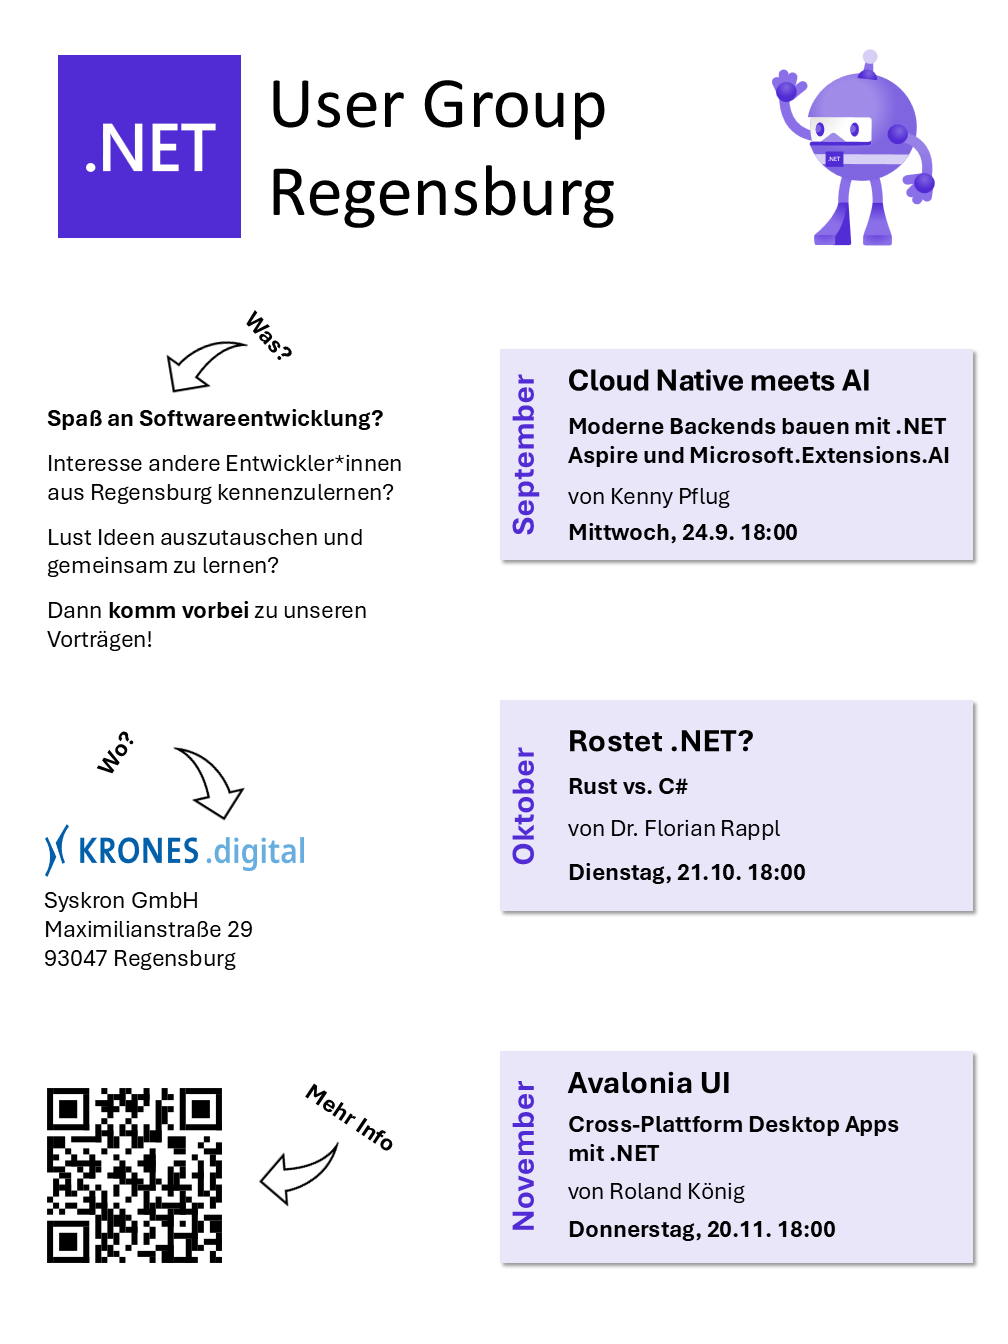 .NET
User Group
Regensburg
.NET
Was?
Spaß an Softwareentwicklung?
Interesse andere Entwickler*innen
aus Regensburg kennenzulernen?
Lust Ideen auszutauschen und
gemeinsam zu lernen?
Dann komm vorbei zu unseren
Vorträgen!
Wo?
KRONES.digital
Syskron GmbH
Maximilianstraße 29
93047 Regensburg
Mehr Info
September
Cloud Native meets AI
Moderne Backends bauen mit .NET
Aspire und Microsoft.Extensions.AI
von Kenny Pflug
Mittwoch, 24.9. 18:00
Oktober
Rostet .NET?
Rust vs. C#
von Dr. Florian Rappl
Dienstag, 21.10. 18:00
November
Avalonia UI
Cross-Plattform Desktop Apps
mit .NET
von Roland König
Donnerstag, 20.11. 18:00